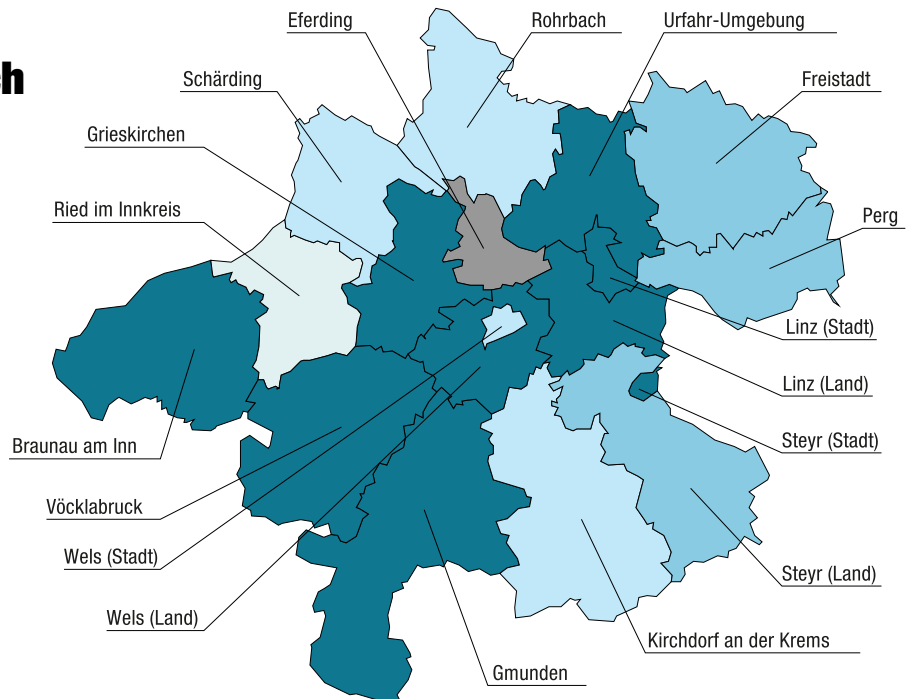 ch
Eferding
Rohrbach
Urfahr-Umgebung
Schärding
Freistadt
Grieskirchen
Ried im Innkreis
Perg
Linz (Stadt)
Linz (Land)
Braunau am Inn
Steyr (Stadt)
Vöcklabruck
Wels (Stadt)
Steyr (Land)
Wels (Land)
Kirchdorf an der Krems
Gmunden